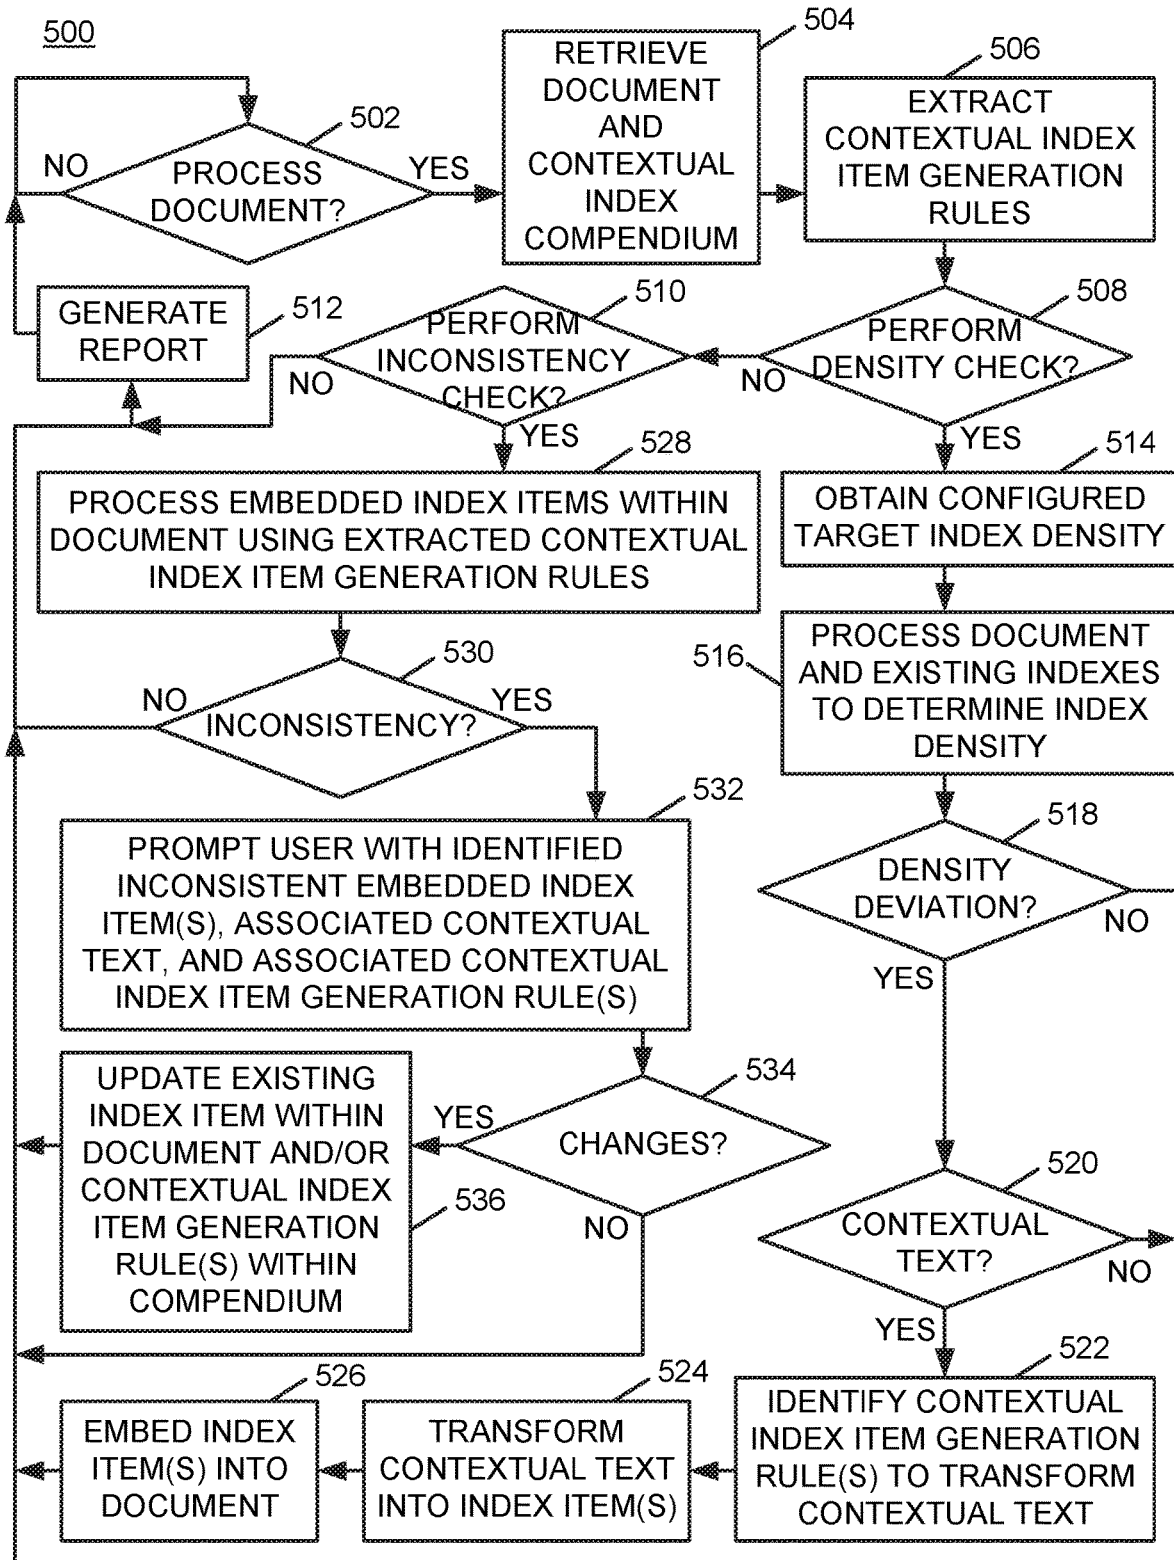 500
504
RETRIEVE
DOCUMENT
AND
CONTEXTUAL
INDEX
COMPENDIUM
506
EXTRACT
CONTEXTUAL INDEX
ITEM GENERATION
RULES
502
NO
PROCESS
DOCUMENT?
YES
512
GENERATE
REPORT
510
PERFORM
INCONSISTENCY
CHECK?
NO
YES
508
PERFORM
DENSITY CHECK?
NO
YES
528
PROCESS EMBEDDED INDEX ITEMS WITHIN
DOCUMENT USING EXTRACTED CONTEXTUAL
INDEX ITEM GENERATION RULES
514
OBTAIN CONFIGURED
TARGET INDEX DENSITY
516
PROCESS DOCUMENT
AND EXISTING INDEXES
TO DETERMINE INDEX
DENSITY
530
NO
INCONSISTENCY?
YES
532
PROMPT USER WITH IDENTIFIED
INCONSISTENT EMBEDDED INDEX
ITEM(S), ASSOCIATED CONTEXTUAL
TEXT, AND ASSOCIATED CONTEXTUAL
INDEX ITEM GENERATION RULE(S)
518
DENSITY
DEVIATION?
NO
YES
534
CHANGES?
YES
NO
UPDATE EXISTING
INDEX ITEM WITHIN
DOCUMENT AND/OR
CONTEXTUAL INDEX
ITEM GENERATION
RULE(S) WITHIN
COMPENDIUM
536
520
CONTEXTUAL
TEXT?
NO
YES
526
EMBED INDEX
ITEM(S) INTO
DOCUMENT
524
TRANSFORM
CONTEXTUAL TEXT
INTO INDEX ITEM(S)
522
IDENTIFY CONTEXTUAL
INDEX ITEM GENERATION
RULE(S) TO TRANSFORM
CONTEXTUAL TEXT